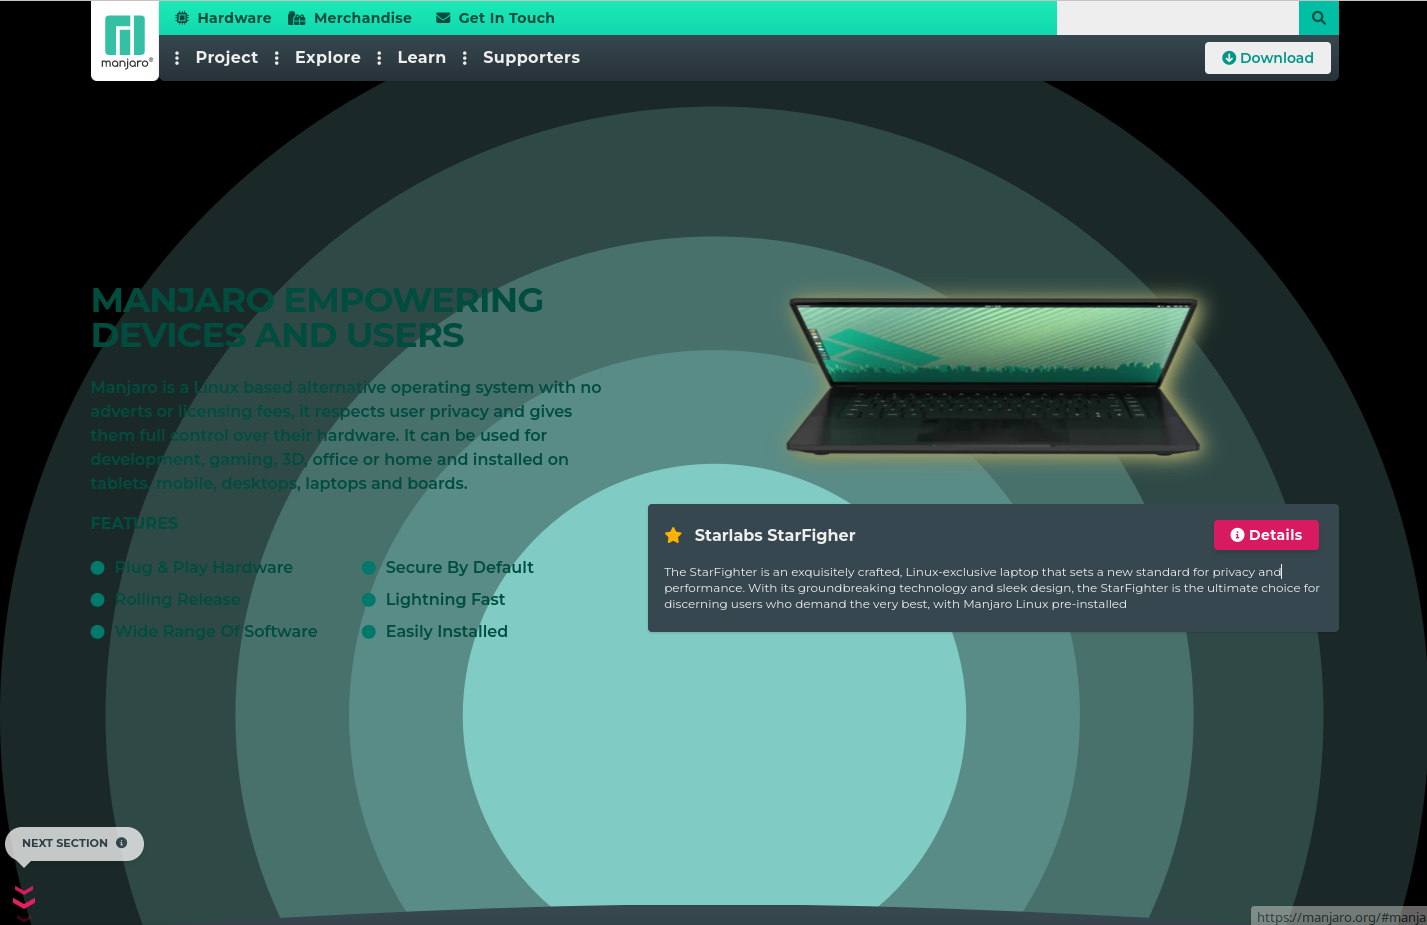 Hardware Merchandise Get In Touch
manjaro®
Project Explore Learn Supporters
Download
MANJARO EMPOWERING
DEVICES AND USERS
Manjaro is a Linux based alternative operating system with no
adverts or licensing fees, it respects user privacy and gives
them full control over their hardware. It can be used for
development, gaming, 3D, office or home and installed on
tablets, mobile, desktops, laptops and boards.
FEATURES
Plug & Play Hardware
Secure By Default
Rolling Release
Lightning Fast
Wide Range Of Software
Easily Installed
Starlabs StarFigher
Details
The StarFighter is an exquisitely crafted, Linux-exclusive laptop that sets a new standard for privacy and
performance. With its groundbreaking technology and sleek design, the StarFighter is the ultimate choice for
discerning users who demand the very best, with Manjaro Linux pre-installed
NEXT SECTION
https://manjaro.org/#manja